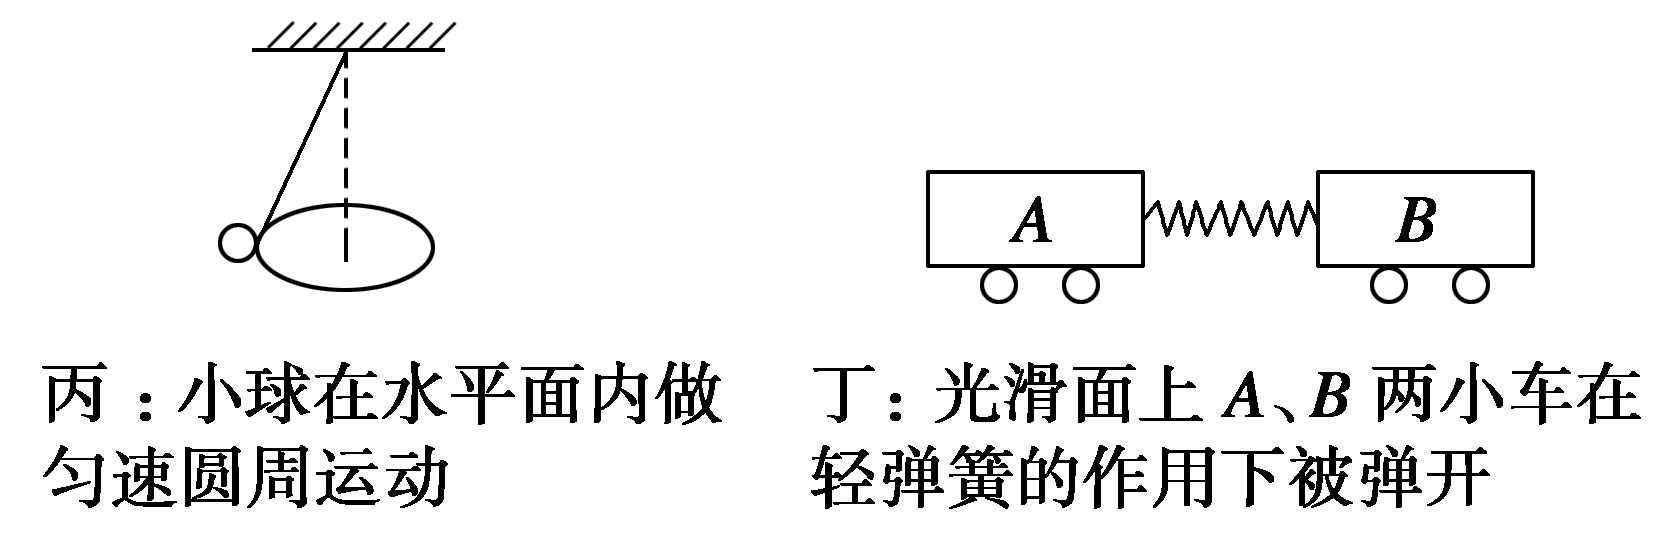 A
B
丙：小球在水平面内做
匀速圆周运动
丁：光滑面上 A、B 两小车在
轻弹簧的作用下被弹开